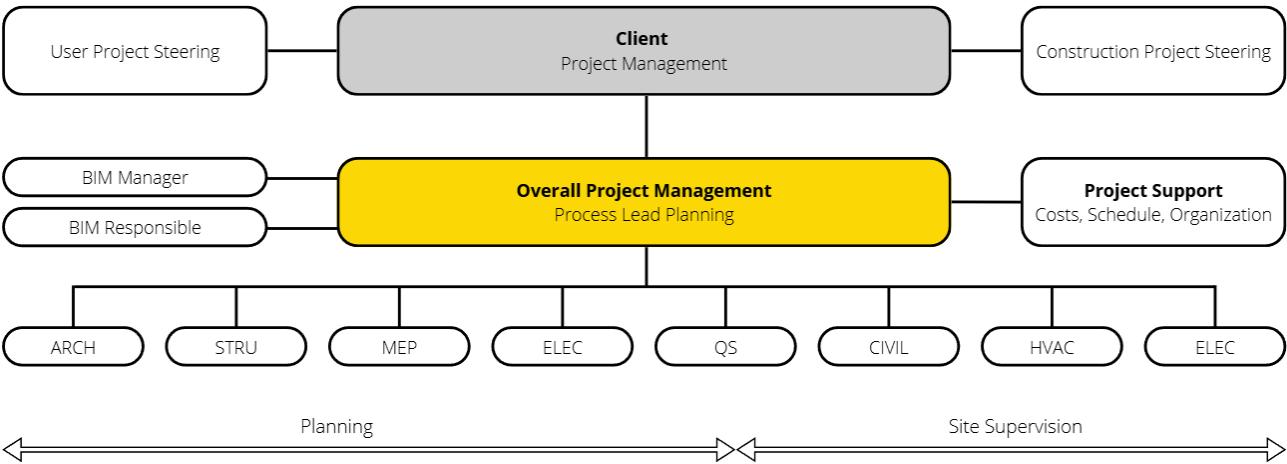 User Project Steering
Client
Project Management
Construction Project Steering
BIM Manager
BIM Responsible
Overall Project Management
Process Lead Planning
Project Support
Costs, Schedule, Organization
ARCH
STRU
MEP
ELEC
QS
CIVIL
HVAC
ELEC
Planning
Site Supervision